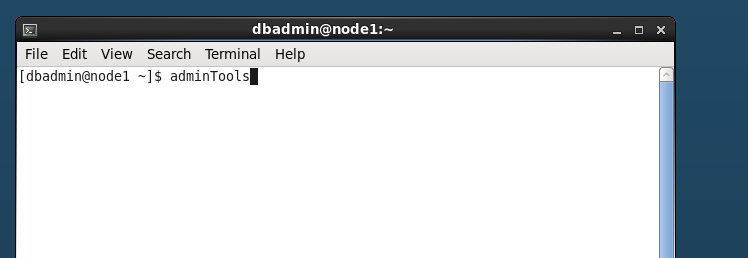 dbadmin@node1:~
File Edit View Search Terminal Help
[dbadmin@node1 ~]$ adminTools